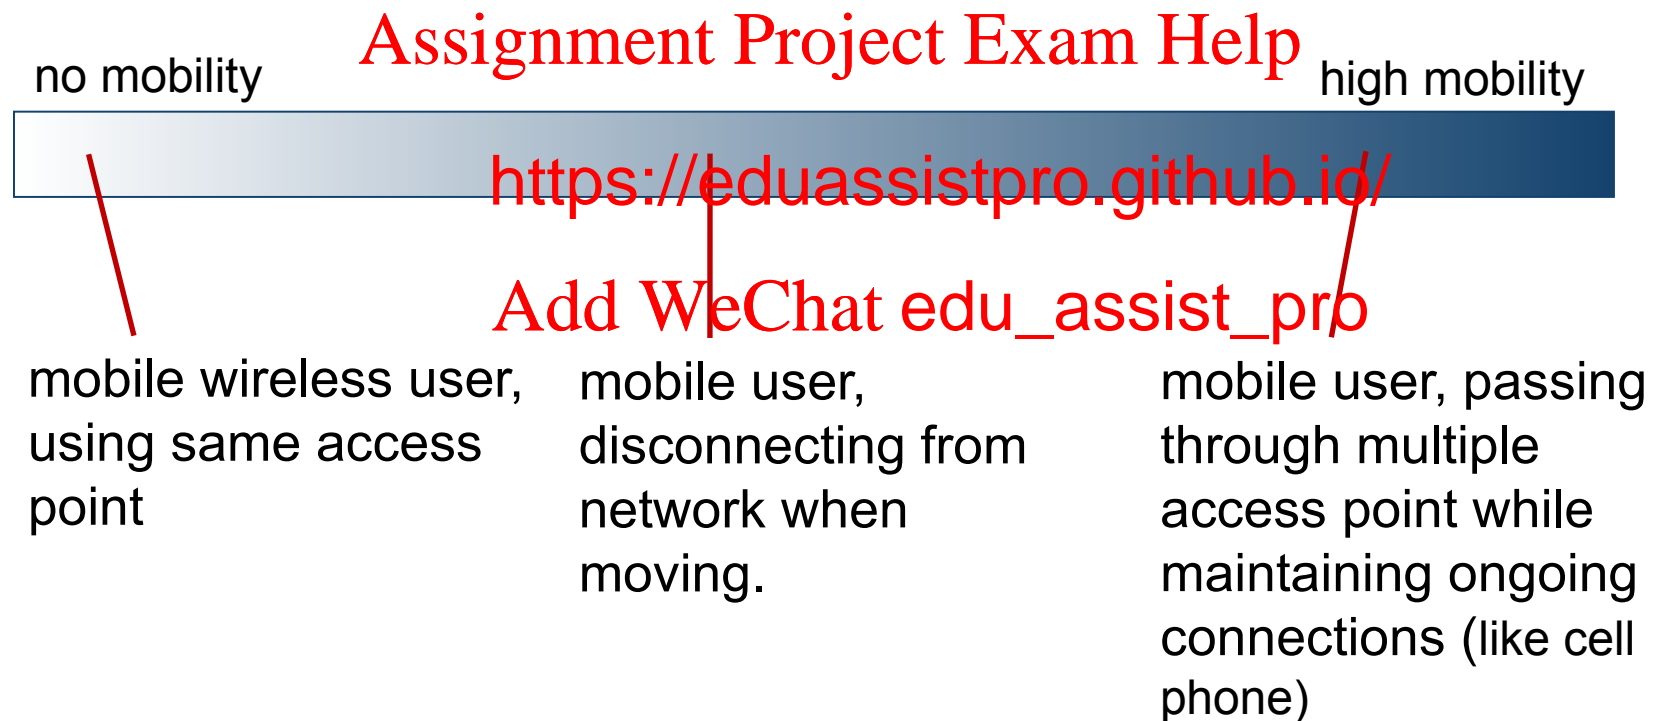 Assignment Project Exam Help
no mobility
high mobility
https://eduassistpro.github.io/
Add WeChat edu_assist_pro
mobile wireless user,
using same access
point
mobile user,
disconnecting from
network when
moving.
mobile user, passing
through multiple
access point while
maintaining ongoing
connections (like cell
phone)